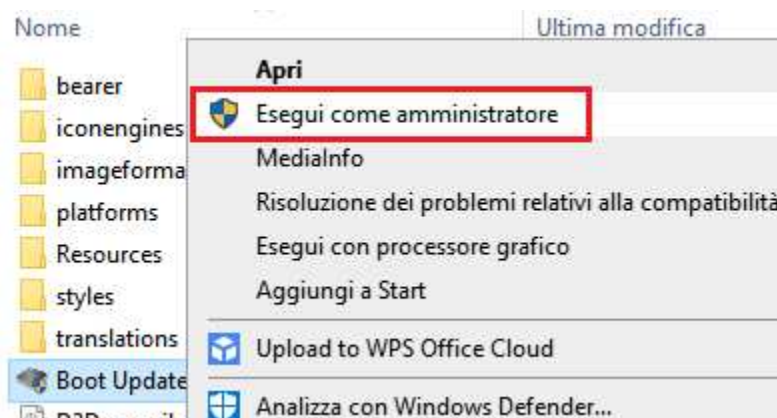 Nome
Ultima modifica
bearer
iconengines
imageforma
platforms
Resources
styles
translations
Boot Update
Apri
Esegui come amministratore
MediaInfo
Risoluzione dei problemi relativi alla compatibilità
Esegui con processore grafico
Aggiungi a Start
Upload to WPS Office Cloud
Analizza con Windows Defender...